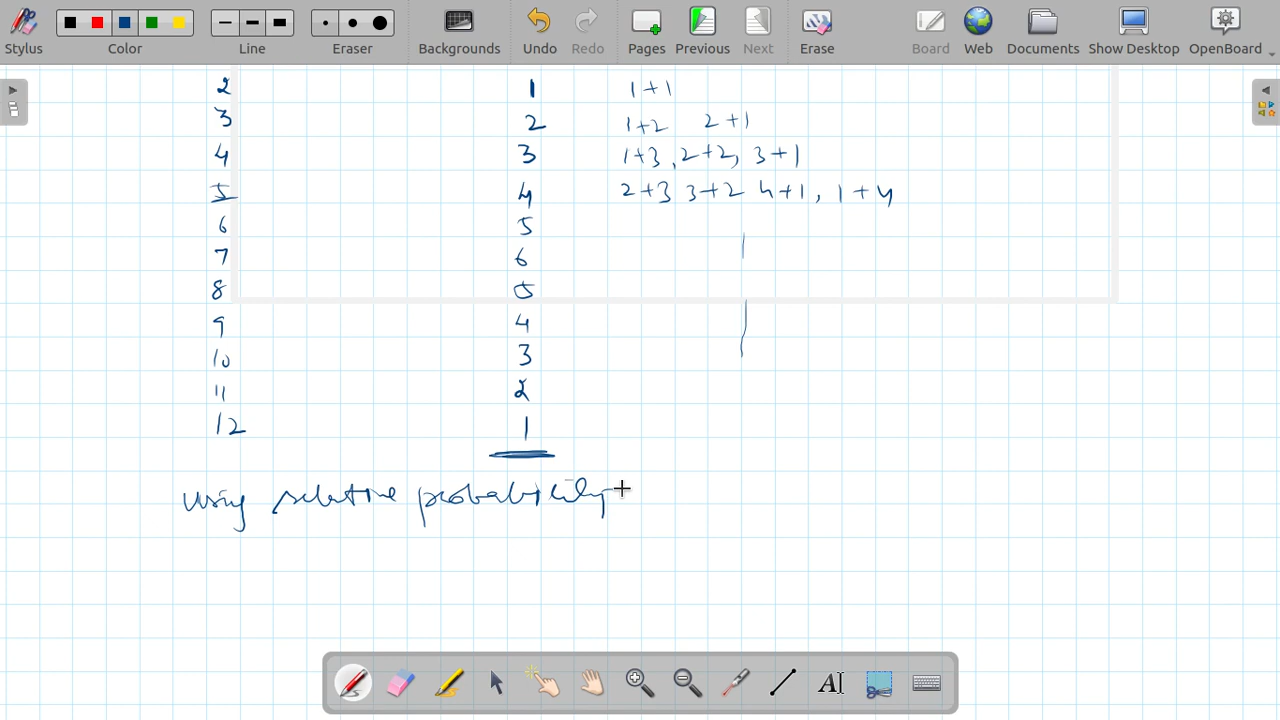 Stylus Color Line Eraser Backgrounds Undo Redo Pages Previous Next Erase Board Web Documents Show Desktop OpenBoard
2 1 1+1
3 2 1+2 2+1
4 3 1+3, 2+2, 3+1
5 4 2+3 3+2 4+1, 1+4
6 5
7 6
8 5
9 4
10 3
11 2
12 1
using relative probability